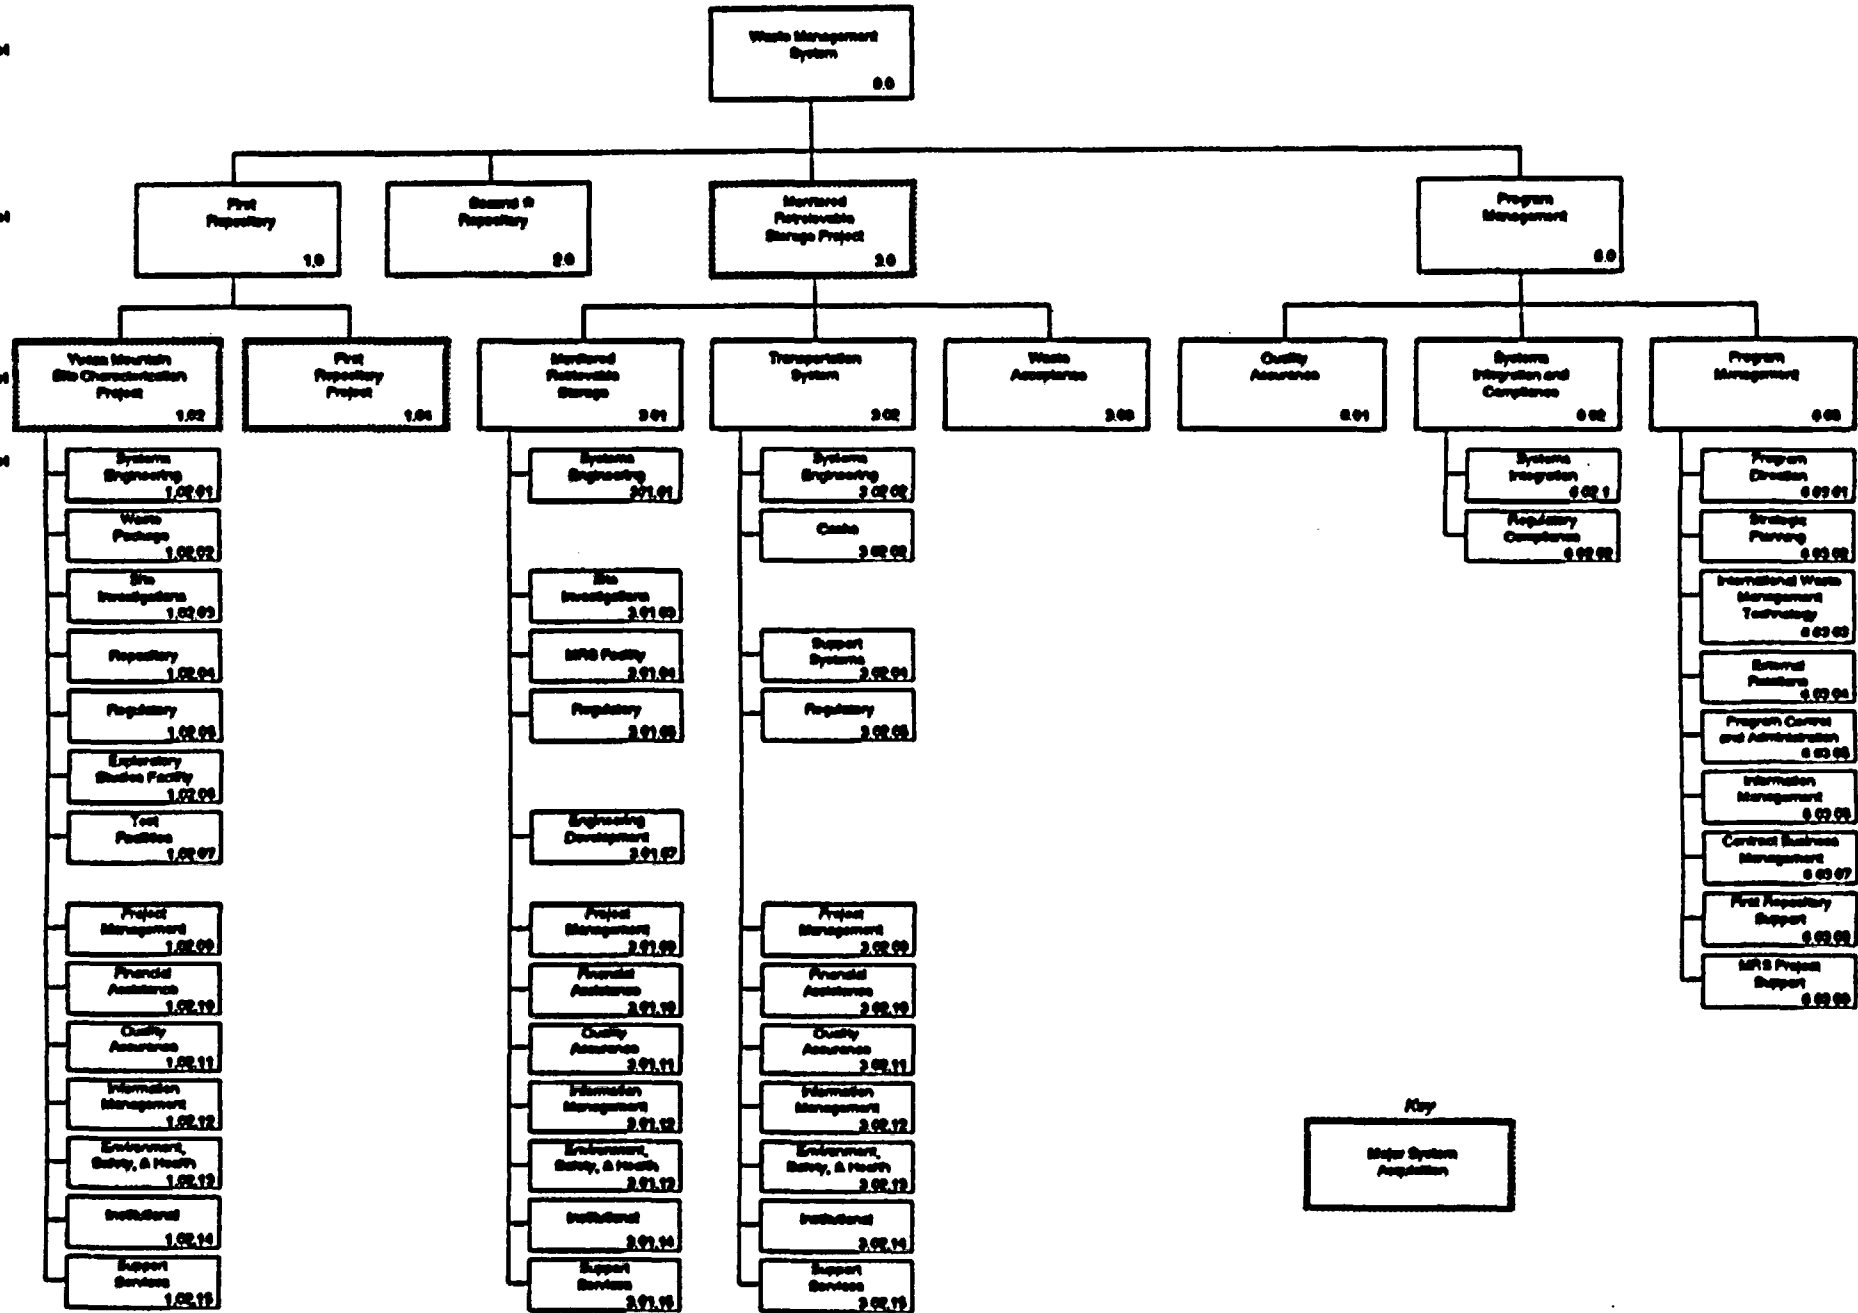 Waste Management
System
0.0
First
Repository
1.0
Second
Repository
2.0
Monitored
Retrievable
Storage Project
3.0
Program
Management
6.0
Yucca Mountain
Site Characterization
Project
1.02
First
Repository
Project
Monitored
Retrievable
Storage
3 01
Transportation
System
3.02
Waste
Acceptance
3.03
Quality
Assurance
6.01
Systems
Integration and
Compliance
6 02
Program
Management
6 03
Systems
Engineering
1.02.01
Waste
Package
1.02.02
Site
Investigations
1.02.03
Repository
1.02.04
Regulatory
1.02.05
Exploratory
Studies Facility
1.02.06
Test
Facilities
1.02.07
Project
Management
1.02.09
Financial
Assistance
1.02.10
Quality
Assurance
1.02.11
Information
Management
1.02.12
Environment,
Safety, & Health
1.02.13
Institutional
1.02.14
Support
Services
1.02.15
Systems
Engineering
3.01.01
Site
Investigations
3.01.03
MRS Facility
3.01.04
Regulatory
3.01.05
Engineering
Development
3.01.07
Project
Management
3.01.09
Financial
Assistance
3.01.10
Quality
Assurance
3.01.11
Information
Management
3.01.12
Environment,
Safety, & Health
3.01.13
Institutional
3.01.14
Support
Services
3.01.15
Systems
Engineering
Casks
3.02.02
Support
Systems
3.02.04
Regulatory
3.02.05
Project
Management
3.02.09
Financial
Assistance
3.02.10
Quality
Assurance
3.02.11
Information
Management
3.02.12
Environment,
Safety, & Health
3.02.13
Institutional
3.02.14
Support
Services
3.02.15
Systems
Integration
6 02 1
Regulatory
Compliance
6 02 02
Program
Direction
6 03 01
Strategic
Planning
6 03 02
International Waste
Management
Technology
6 03 03
External
Relations
6.03 04
Program Control
and Administration
6 03 05
Information
Management
6 03 06
Contract Business
Management
6 03 07
First Repository
Support
6 03 08
MRS Project
Support
6 03 09
Key
Major System
Acquisition